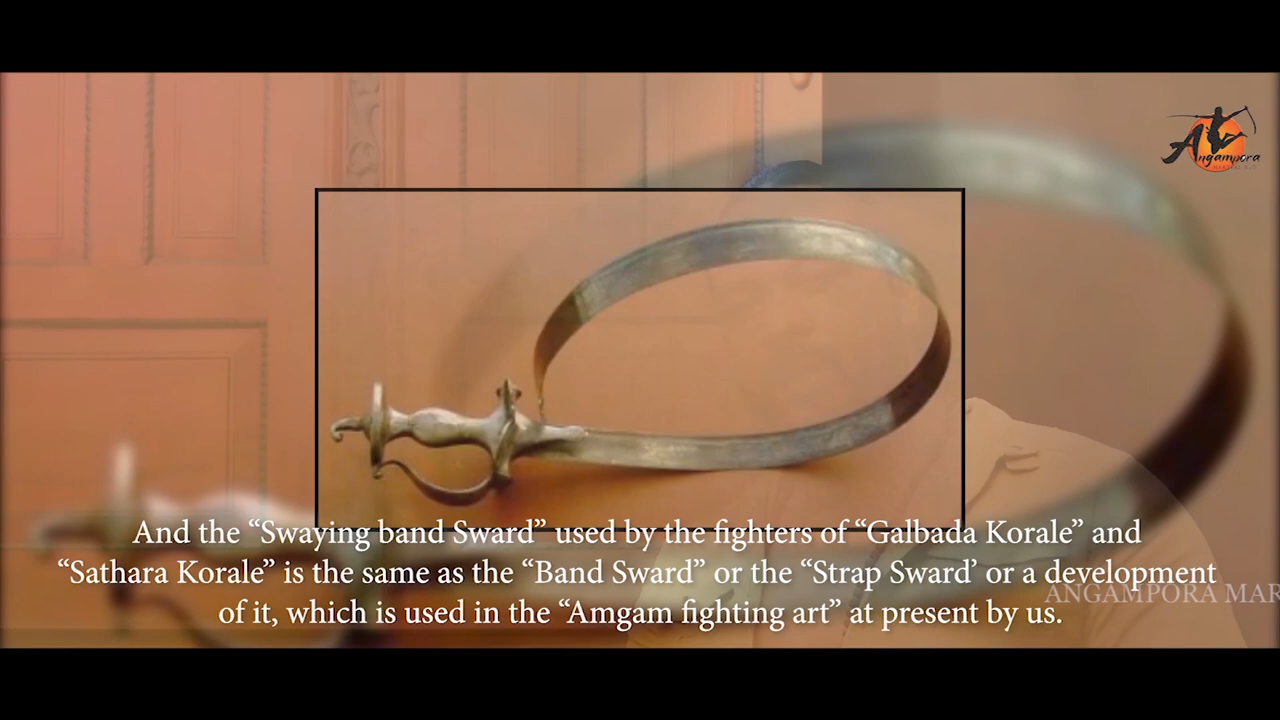 Angampora
And the “Swaying band Sward” used by the fighters of “Galbada Korale” and
“Sathara Korale” is the same as the “Band Sward” or the “Strap Sward’ or a development
ANGAMPORA MAR
of it, which is used in the “Amgam fighting art” at present by us.